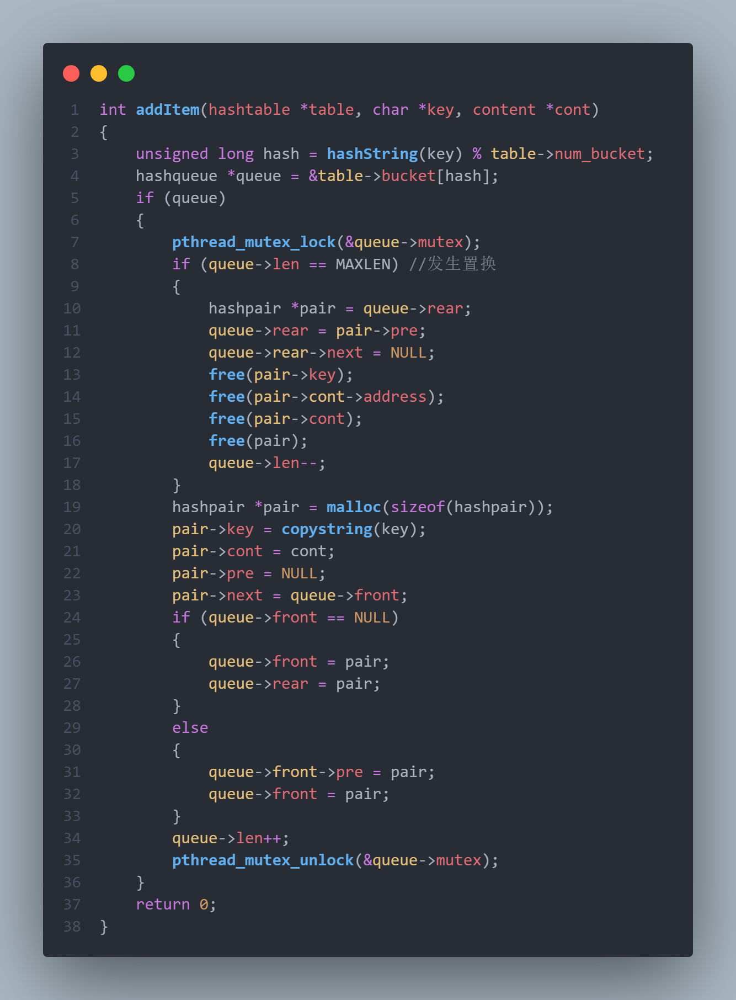 1 int addItem(hashtable *table, char *key, content *cont)
2 {
3     unsigned long hash = hashString(key) % table->num_bucket;
4     hashqueue *queue = &table->bucket[hash];
5     if (queue)
6     {
7         pthread_mutex_lock(&queue->mutex);
8         if (queue->len == MAXLEN) //发生置换
9         {
10             hashpair *pair = queue->rear;
11             queue->rear = pair->pre;
12             queue->rear->next = NULL;
13             free(pair->key);
14             free(pair->cont->address);
15             free(pair->cont);
16             free(pair);
17             queue->len--;
18         }
19         hashpair *pair = malloc(sizeof(hashpair));
20         pair->key = copystring(key);
21         pair->cont = cont;
22         pair->pre = NULL;
23         pair->next = queue->front;
24         if (queue->front == NULL)
25         {
26             queue->front = pair;
27             queue->rear = pair;
28         }
29         else
30         {
31             queue->front->pre = pair;
32             queue->front = pair;
33         }
34         queue->len++;
35         pthread_mutex_unlock(&queue->mutex);
36     }
37     return 0;
38 }